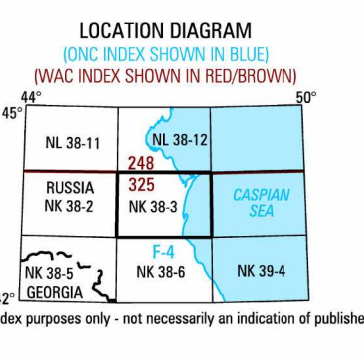 LOCATION DIAGRAM
(ONC INDEX SHOWN IN BLUE)
(WAC INDEX SHOWN IN RED/BROWN)
44° 50°
45°
NL 38-11 NL 38-12
248
325
RUSSIA
NK 38-2 NK 38-3
CASPIAN
SEA
F-4
NK 38-5 NK 38-6 NK 39-4
GEORGIA
2°
dex purposes only - not necessarily an indication of publishe